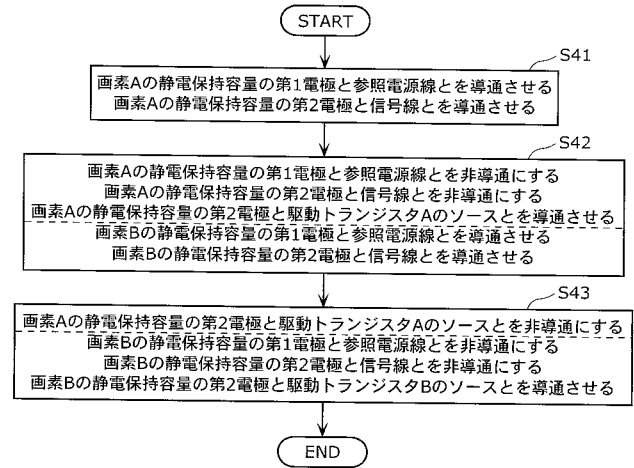 START
S41
画素Aの静電保持容量の第1電極と参照電源線とを導通させる
画素Aの静電保持容量の第2電極と信号線とを導通させる
S42
画素Aの静電保持容量の第1電極と参照電源線とを非導通にする
画素Aの静電保持容量の第2電極と信号線とを非導通にする
画素Aの静電保持容量の第2電極と駆動トランジスタAのソースとを導通させる
画素Bの静電保持容量の第1電極と参照電源線とを導通させる
画素Bの静電保持容量の第2電極と信号線とを導通させる
S43
画素Aの静電保持容量の第2電極と駆動トランジスタAのソースとを非導通にする
画素Bの静電保持容量の第1電極と参照電源線とを非導通にする
画素Bの静電保持容量の第2電極と信号線とを非導通にする
画素Bの静電保持容量の第2電極と駆動トランジスタBのソースとを導通させる
END